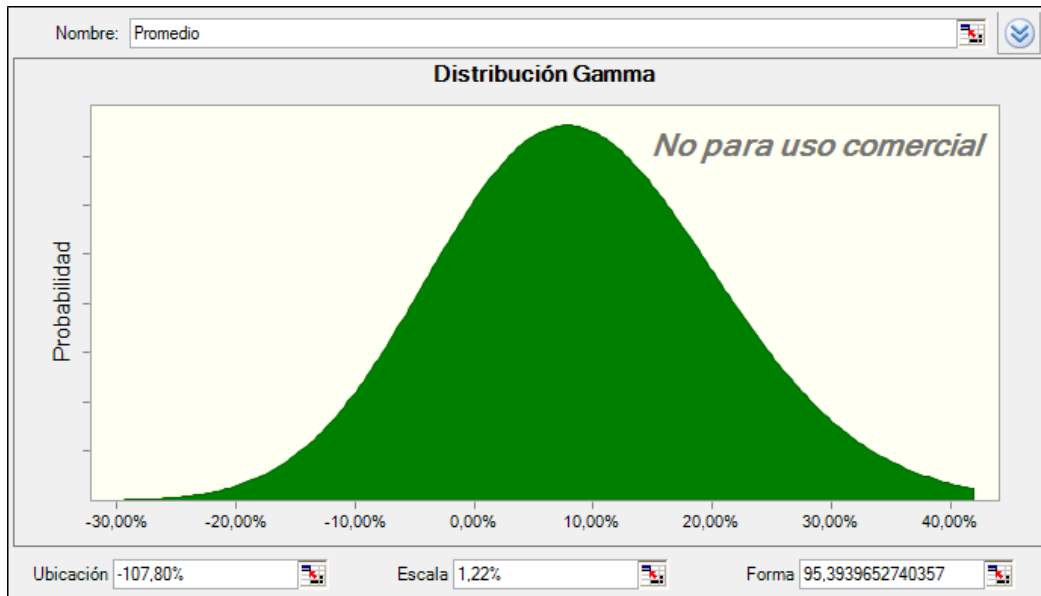 Nombre: Promedio
Distribución Gamma
No para uso comercial
Probabilidad
-30,00% -20,00% -10,00% 0,00% 10,00% 20,00% 30,00% 40,00%
Ubicación -107,80% Escala 1,22% Forma 95,3939652740357